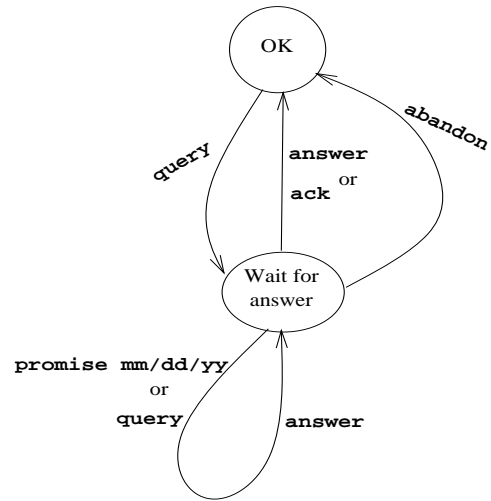 OK
abandon
query
answer
or
ack
Wait for
answer
promise mm/dd/yy
or
query
answer